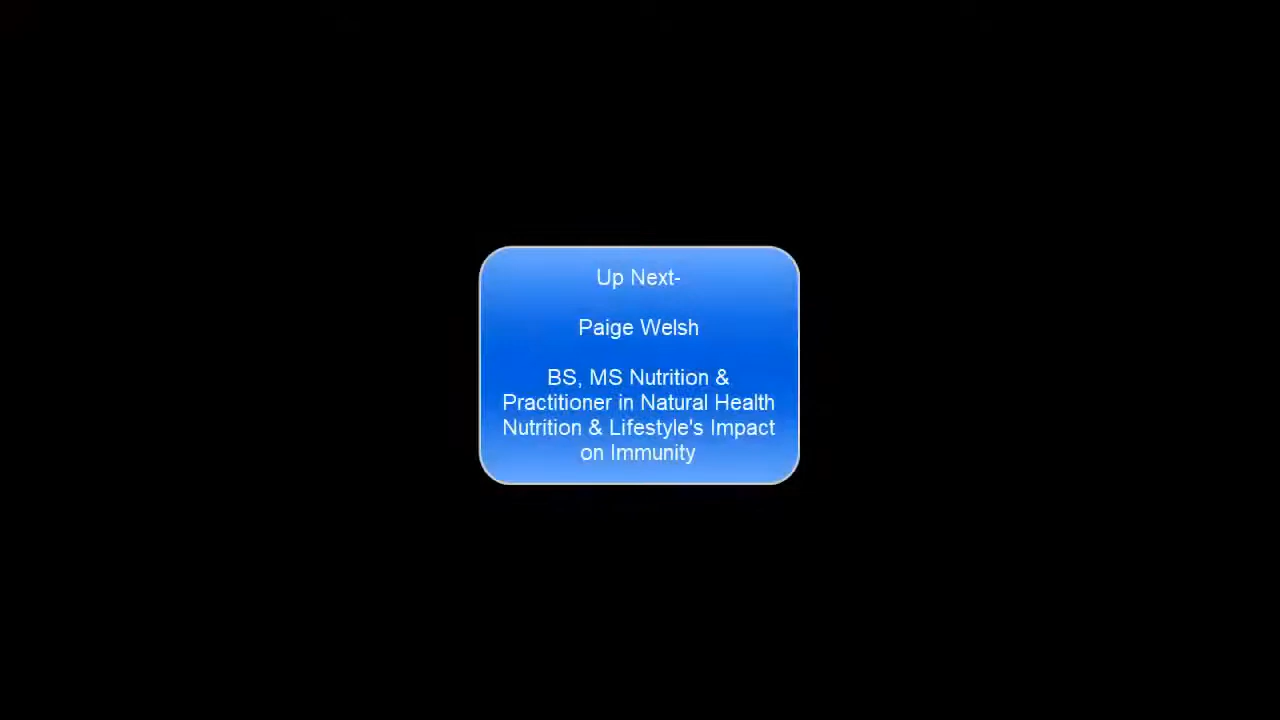 Up Next-
Paige Welsh
BS, MS Nutrition &
Practitioner in Natural Health
Nutrition & Lifestyle's Impact
on Immunity